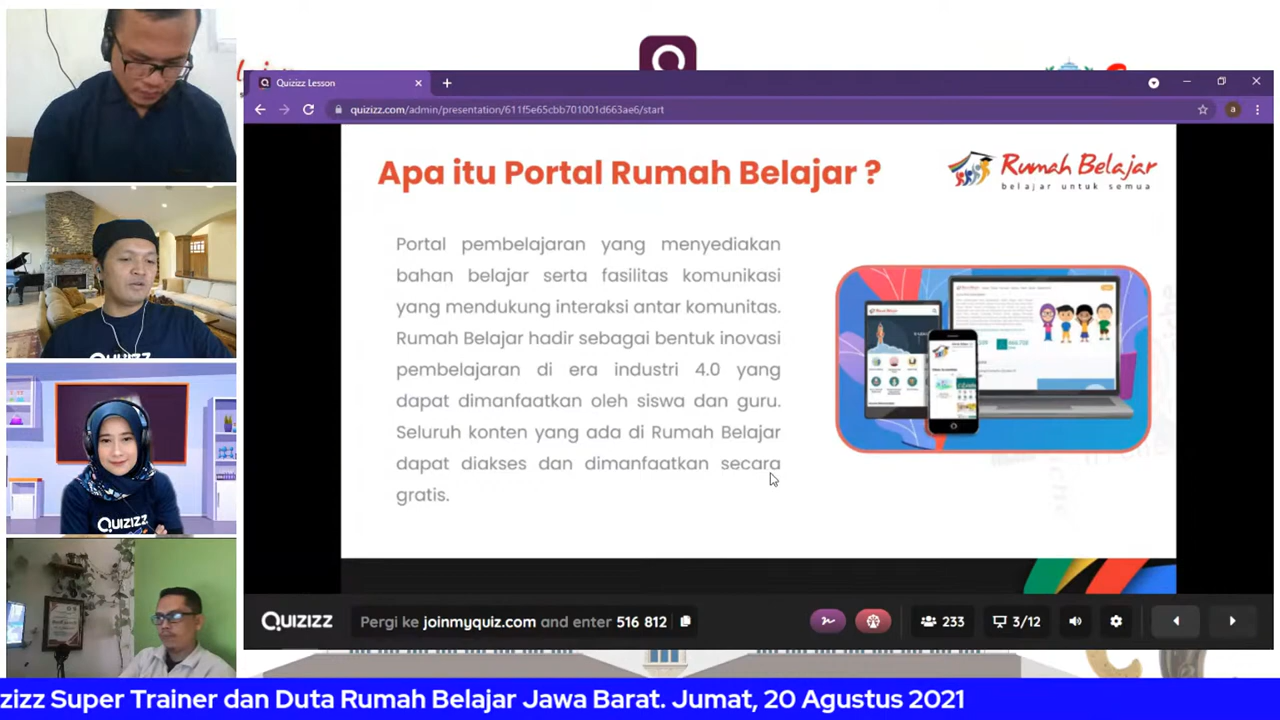 Quizizz Lesson
quizizz.com/admin/presentation/611f5e65cbb701001d663ae6/start
Apa itu Portal Rumah Belajar ?
Rumah Belajar
belajar untuk semua
Portal pembelajaran yang menyediakan
bahan belajar serta fasilitas komunikasi
yang mendukung interaksi antar komunitas.
Rumah Belajar hadir sebagai bentuk inovasi
pembelajaran di era industri 4.0 yang
dapat dimanfaatkan oleh siswa dan guru.
Seluruh konten yang ada di Rumah Belajar
dapat diakses dan dimanfaatkan secara
gratis.
QUIZIZZ
QUIZIZZ
QUIZIZZ Pergi ke joinmyquiz.com and enter 516 812
233
3/12
zizz Super Trainer dan Duta Rumah Belajar Jawa Barat. Jumat, 20 Agustus 2021